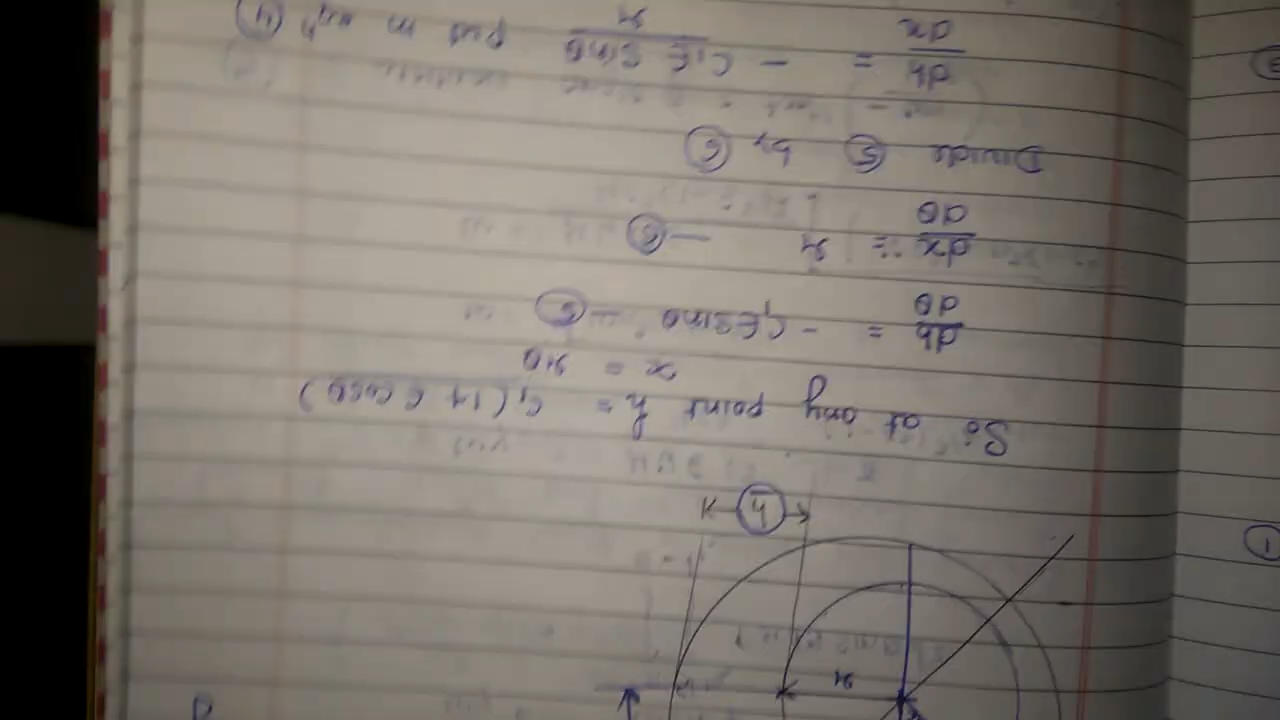 h
r
So at any point h = C₁(1+ ε cosθ)
x = rθ
dh/dθ = - C₁ε sinθ — ⑤
dx/dθ = r — ⑥
Divide ⑤ by ⑥
dh/dx = - C₁ε sinθ / r put in eqⁿ ④
①